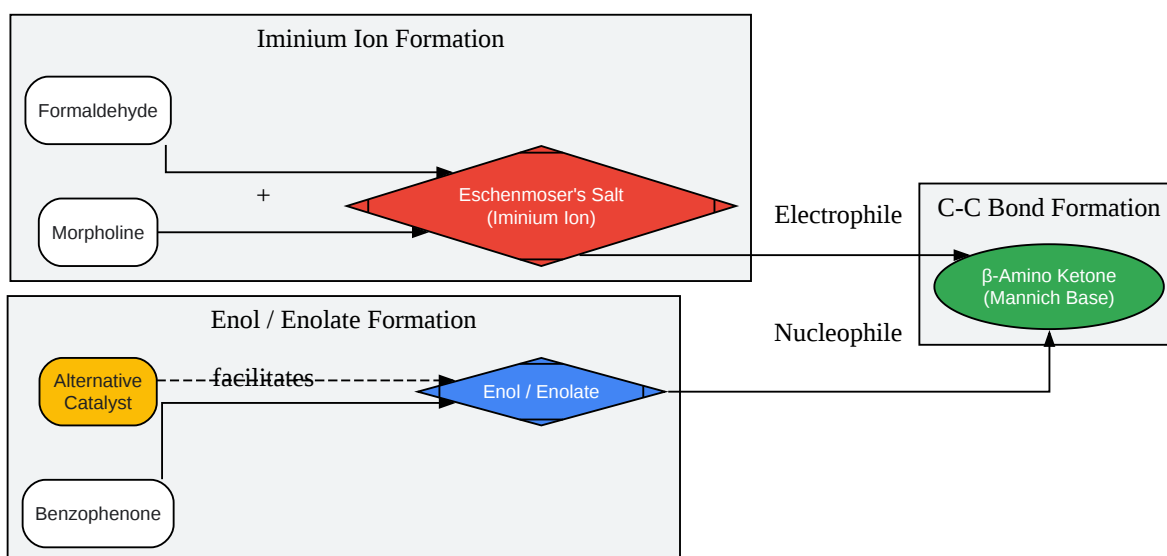 Iminium Ion Formation
Formaldehyde
+
Morpholine
Eschenmoser's Salt
(Iminium Ion)
Electrophile
C-C Bond Formation
β-Amino Ketone
(Mannich Base)
Nucleophile
Enol / Enolate Formation
Alternative
Catalyst
facilitates
Enol / Enolate
Benzophenone